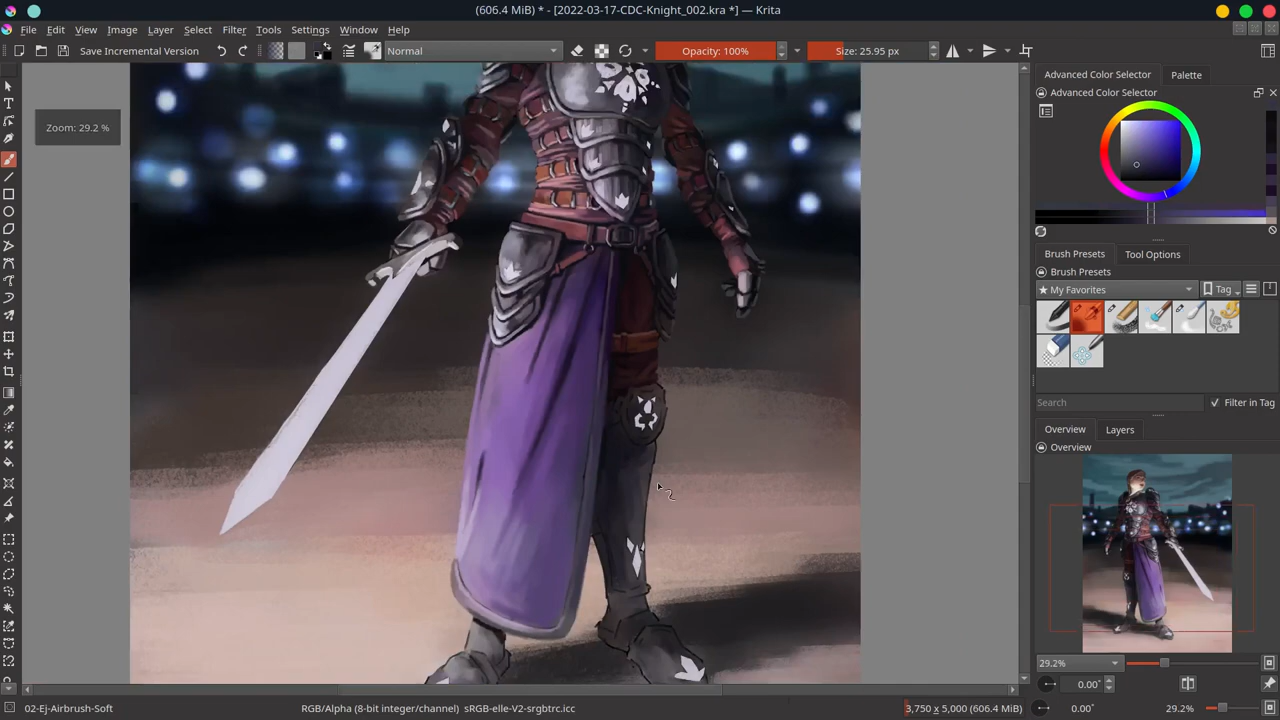 (606.4 MiB) * - [2022-03-17-CDC-Knight_002.kra *] — Krita
File Edit View Image Layer Select Filter Tools Settings Window Help
Save Incremental Version
Normal
Opacity: 100%
Size: 25.95 px
Zoom: 29.2 %
Advanced Color Selector
Palette
Advanced Color Selector
Brush Presets
Tool Options
Brush Presets
★ My Favorites
Tag
Search
Filter in Tag
Overview
Layers
Overview
29.2%
0.00°
02-Ej-Airbrush-Soft
RGB/Alpha (8-bit integer/channel) sRGB-elle-V2-srgbtrc.icc
3,750 x 5,000 (606.4 MiB)
0.00°
29.2%